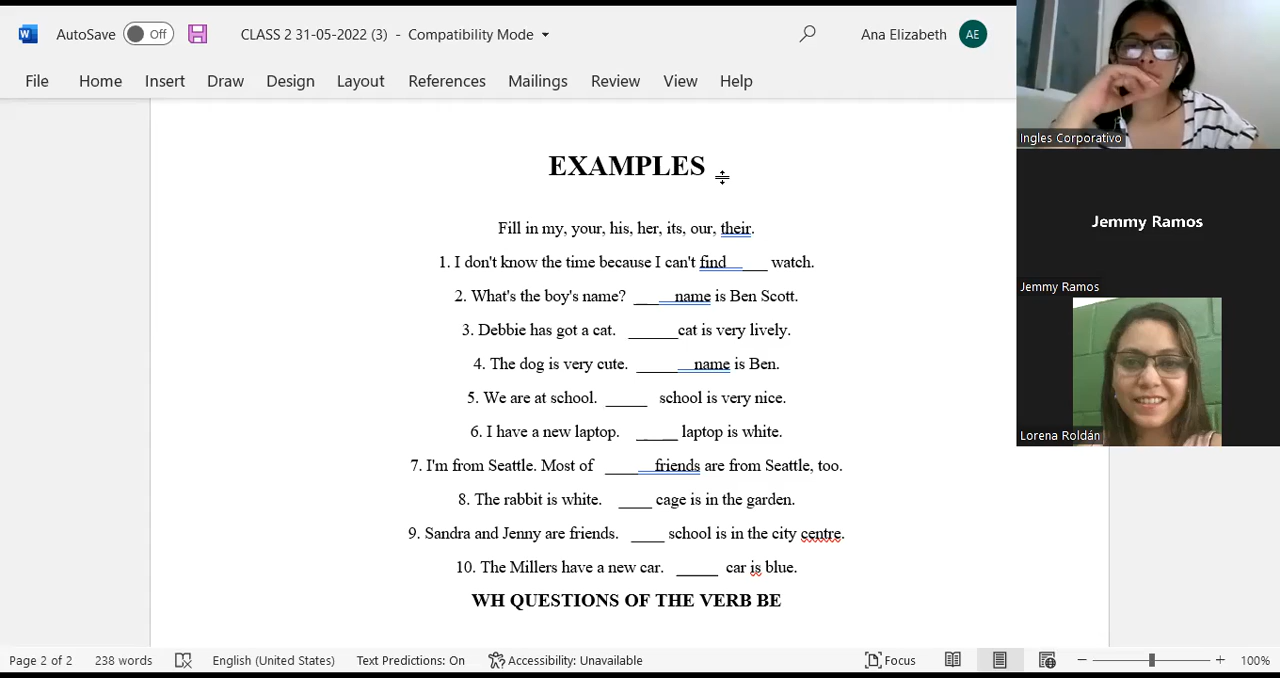 AutoSave Off CLASS 2 31-05-2022 (3) - Compatibility Mode Ana Elizabeth AE
File Home Insert Draw Design Layout References Mailings Review View Help
EXAMPLES
Fill in my, your, his, her, its, our, their.
1. I don't know the time because I can't find _____ watch.
2. What's the boy's name? _____name is Ben Scott.
3. Debbie has got a cat. ______cat is very lively.
4. The dog is very cute. _______name is Ben.
5. We are at school. _____ school is very nice.
6. I have a new laptop. _____ laptop is white.
7. I'm from Seattle. Most of ______friends are from Seattle, too.
8. The rabbit is white. ____ cage is in the garden.
9. Sandra and Jenny are friends. ____ school is in the city centre.
10. The Millers have a new car. _____ car is blue.
WH QUESTIONS OF THE VERB BE
Ingles Corporativo
Jemmy Ramos
Jemmy Ramos
Lorena Roldán
Page 2 of 2 238 words English (United States) Text Predictions: On Accessibility: Unavailable Focus 100%